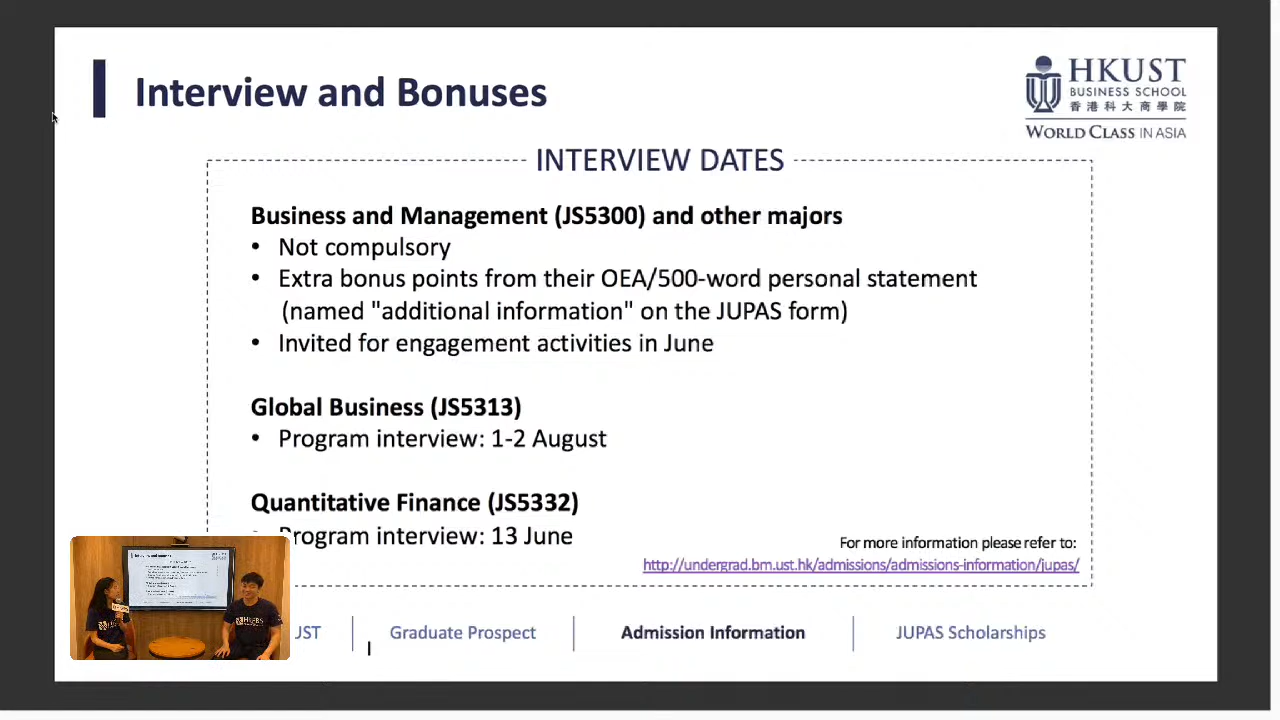 Interview and Bonuses
HKUST
BUSINESS SCHOOL
香港科大商學院
WORLD CLASS IN ASIA
INTERVIEW DATES
Business and Management (JS5300) and other majors
• Not compulsory
• Extra bonus points from their OEA/500-word personal statement
(named "additional information" on the JUPAS form)
• Invited for engagement activities in June
Global Business (JS5313)
• Program interview: 1-2 August
Quantitative Finance (JS5332)
Program interview: 13 June
For more information please refer to:
http://undergrad.bm.ust.hk/admissions/admissions-information/jupas/
UST
Graduate Prospect
Admission Information
JUPAS Scholarships